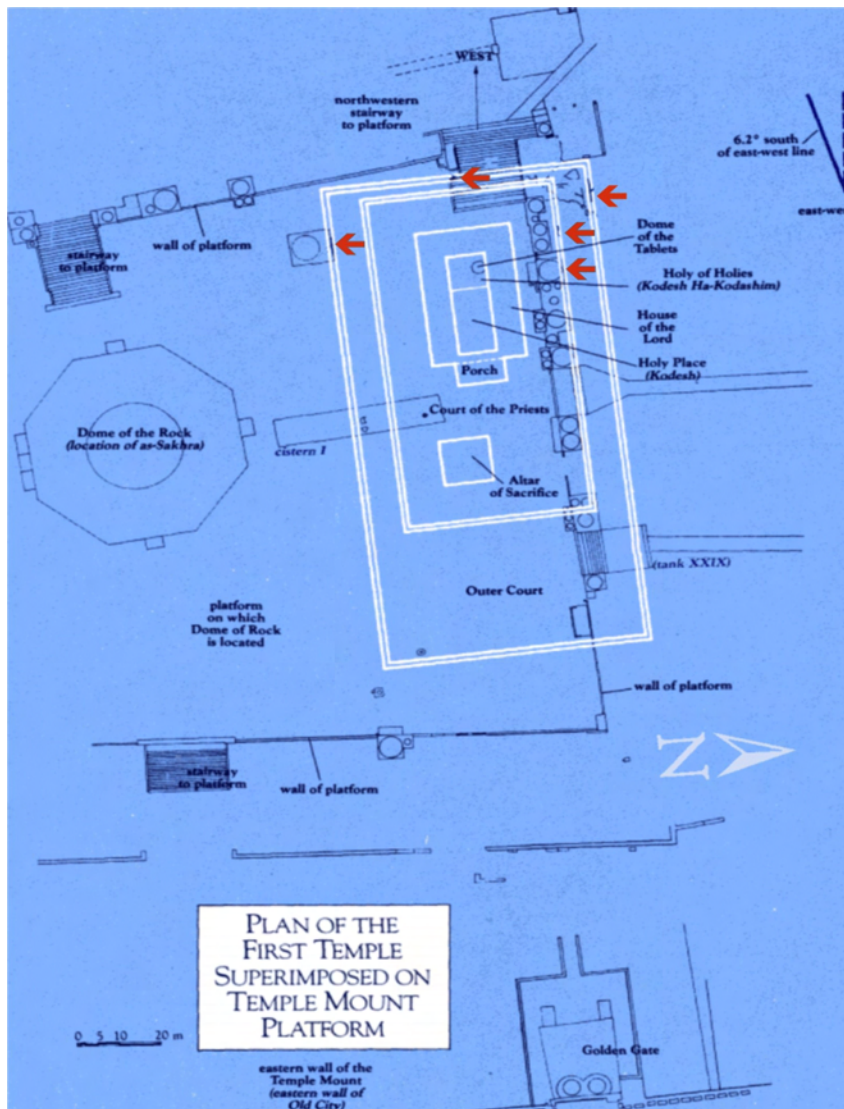 WEST
northwestern
stairway
to platform
6.2° south
of east-west line
east-wes
stairway
to platform
wall of platform
Dome
of the
Tablets
Holy of Holies
(Kodesh Ha-Kodashim)
House
of the
Lord
Holy Place
(Kodesh)
Porch
Court of the Priests
Dome of the Rock
(location of as-Sakhra)
cistern I
Altar
of Sacrifice
(tank XXIX)
Outer Court
platform
on which
Dome of Rock
is located
wall of platform
N
stairway
to platform
wall of platform
PLAN OF THE
FIRST TEMPLE
SUPERIMPOSED ON
TEMPLE MOUNT
PLATFORM
0 5 10 20 m
Golden Gate
eastern wall of the
Temple Mount
(eastern wall of
Old City)